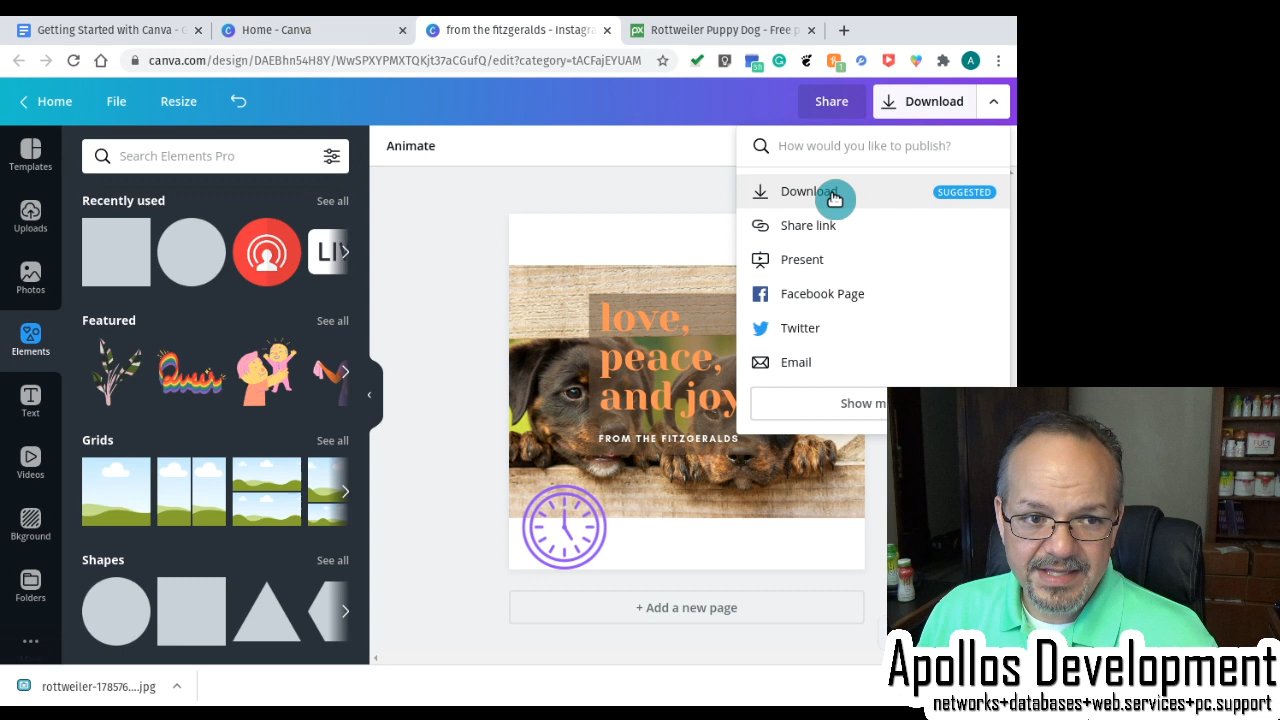 Getting Started with Canva - G
Home - Canva
from the fitzgeralds - Instagra
Rottweiler Puppy Dog - Free p
canva.com/design/DAEBhn54H8Y/WwSPXYPMXTQKjt37aCGufQ/edit?category=tACFajEYUAM
Home
File
Resize
Share
Download
Templates
Uploads
Photos
Elements
Text
Videos
Bkground
Folders
Search Elements Pro
Recently used
See all
Featured
See all
Grids
See all
Shapes
See all
Animate
How would you like to publish?
Download
SUGGESTED
Share link
Present
Facebook Page
Twitter
Email
Show m
love,
peace,
and joy
FROM THE FITZGERALDS
+ Add a new page
rottweiler-178576....jpg
Apollos Development
networks+databases+web.services+pc.support